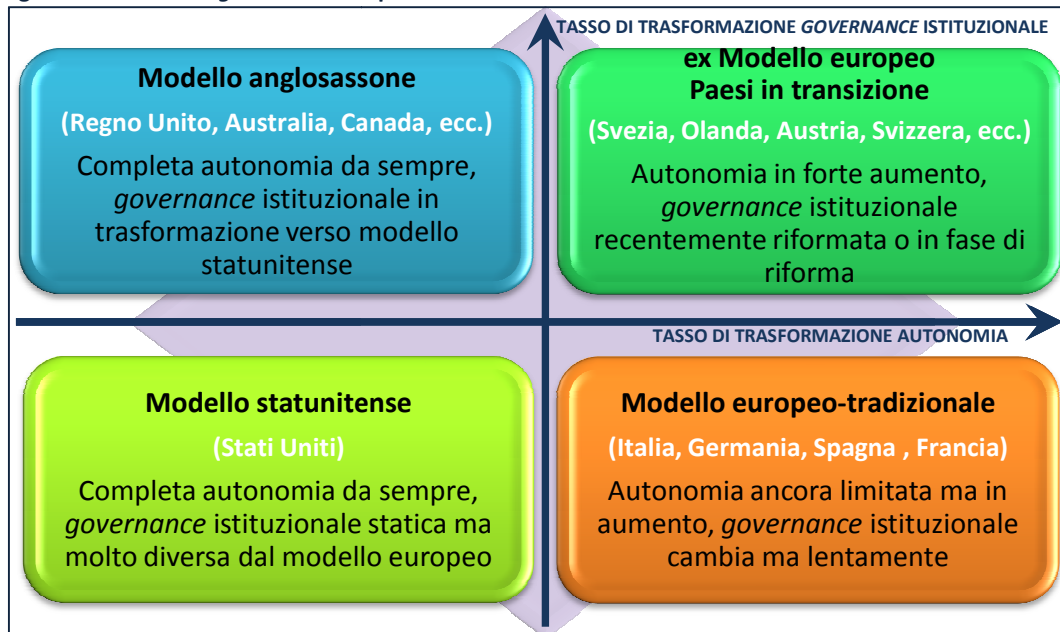 TASSO DI TRASFORMAZIONE GOVERNANCE ISTITUZIONALE
Modello anglosassone
(Regno Unito, Australia, Canada, ecc.)
Completa autonomia da sempre,
governance istituzionale in
trasformazione verso modello
statunitense
ex Modello europeo
Paesi in transizione
(Svezia, Olanda, Austria, Svizzera, ecc.)
Autonomia in forte aumento,
governance istituzionale
recentemente riformata o in fase di
riforma
TASSO DI TRASFORMAZIONE AUTONOMIA
Modello statunitense
(Stati Uniti)
Completa autonomia da sempre,
governance istituzionale statica ma
molto diversa dal modello europeo
Modello europeo-tradizionale
(Italia, Germania, Spagna , Francia)
Autonomia ancora limitata ma in
aumento, governance istituzionale
cambia ma lentamente